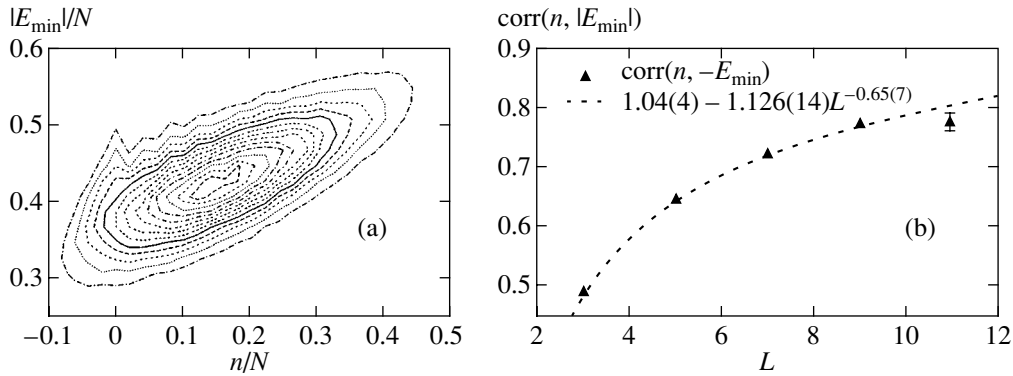 |E_min|/N
0.6
0.5
0.4
0.3
−0.1 0 0.1 0.2 0.3 0.4 0.5
n/N
(a)
corr(n, |E_min|)
0.9
0.8
0.7
0.6
0.5
2 4 6 8 10 12
L
corr(n, −E_min)
1.04(4) − 1.126(14)L^−0.65(7)
(b)